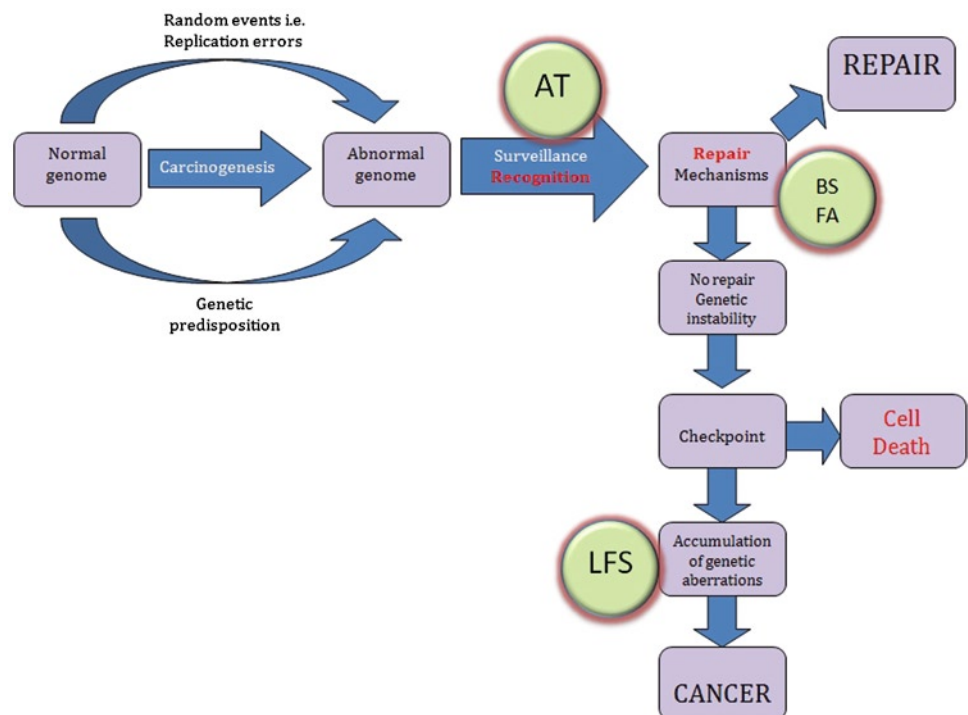 Random events i.e.
Replication errors
Normal
genome
Carcinogenesis
Abnormal
genome
Genetic
predisposition
AT
Surveillance
Recognition
Repair
Mechanisms
REPAIR
BS
FA
No repair
Genetic
instability
Checkpoint
Cell
Death
LFS
Accumulation
of genetic
aberrations
CANCER